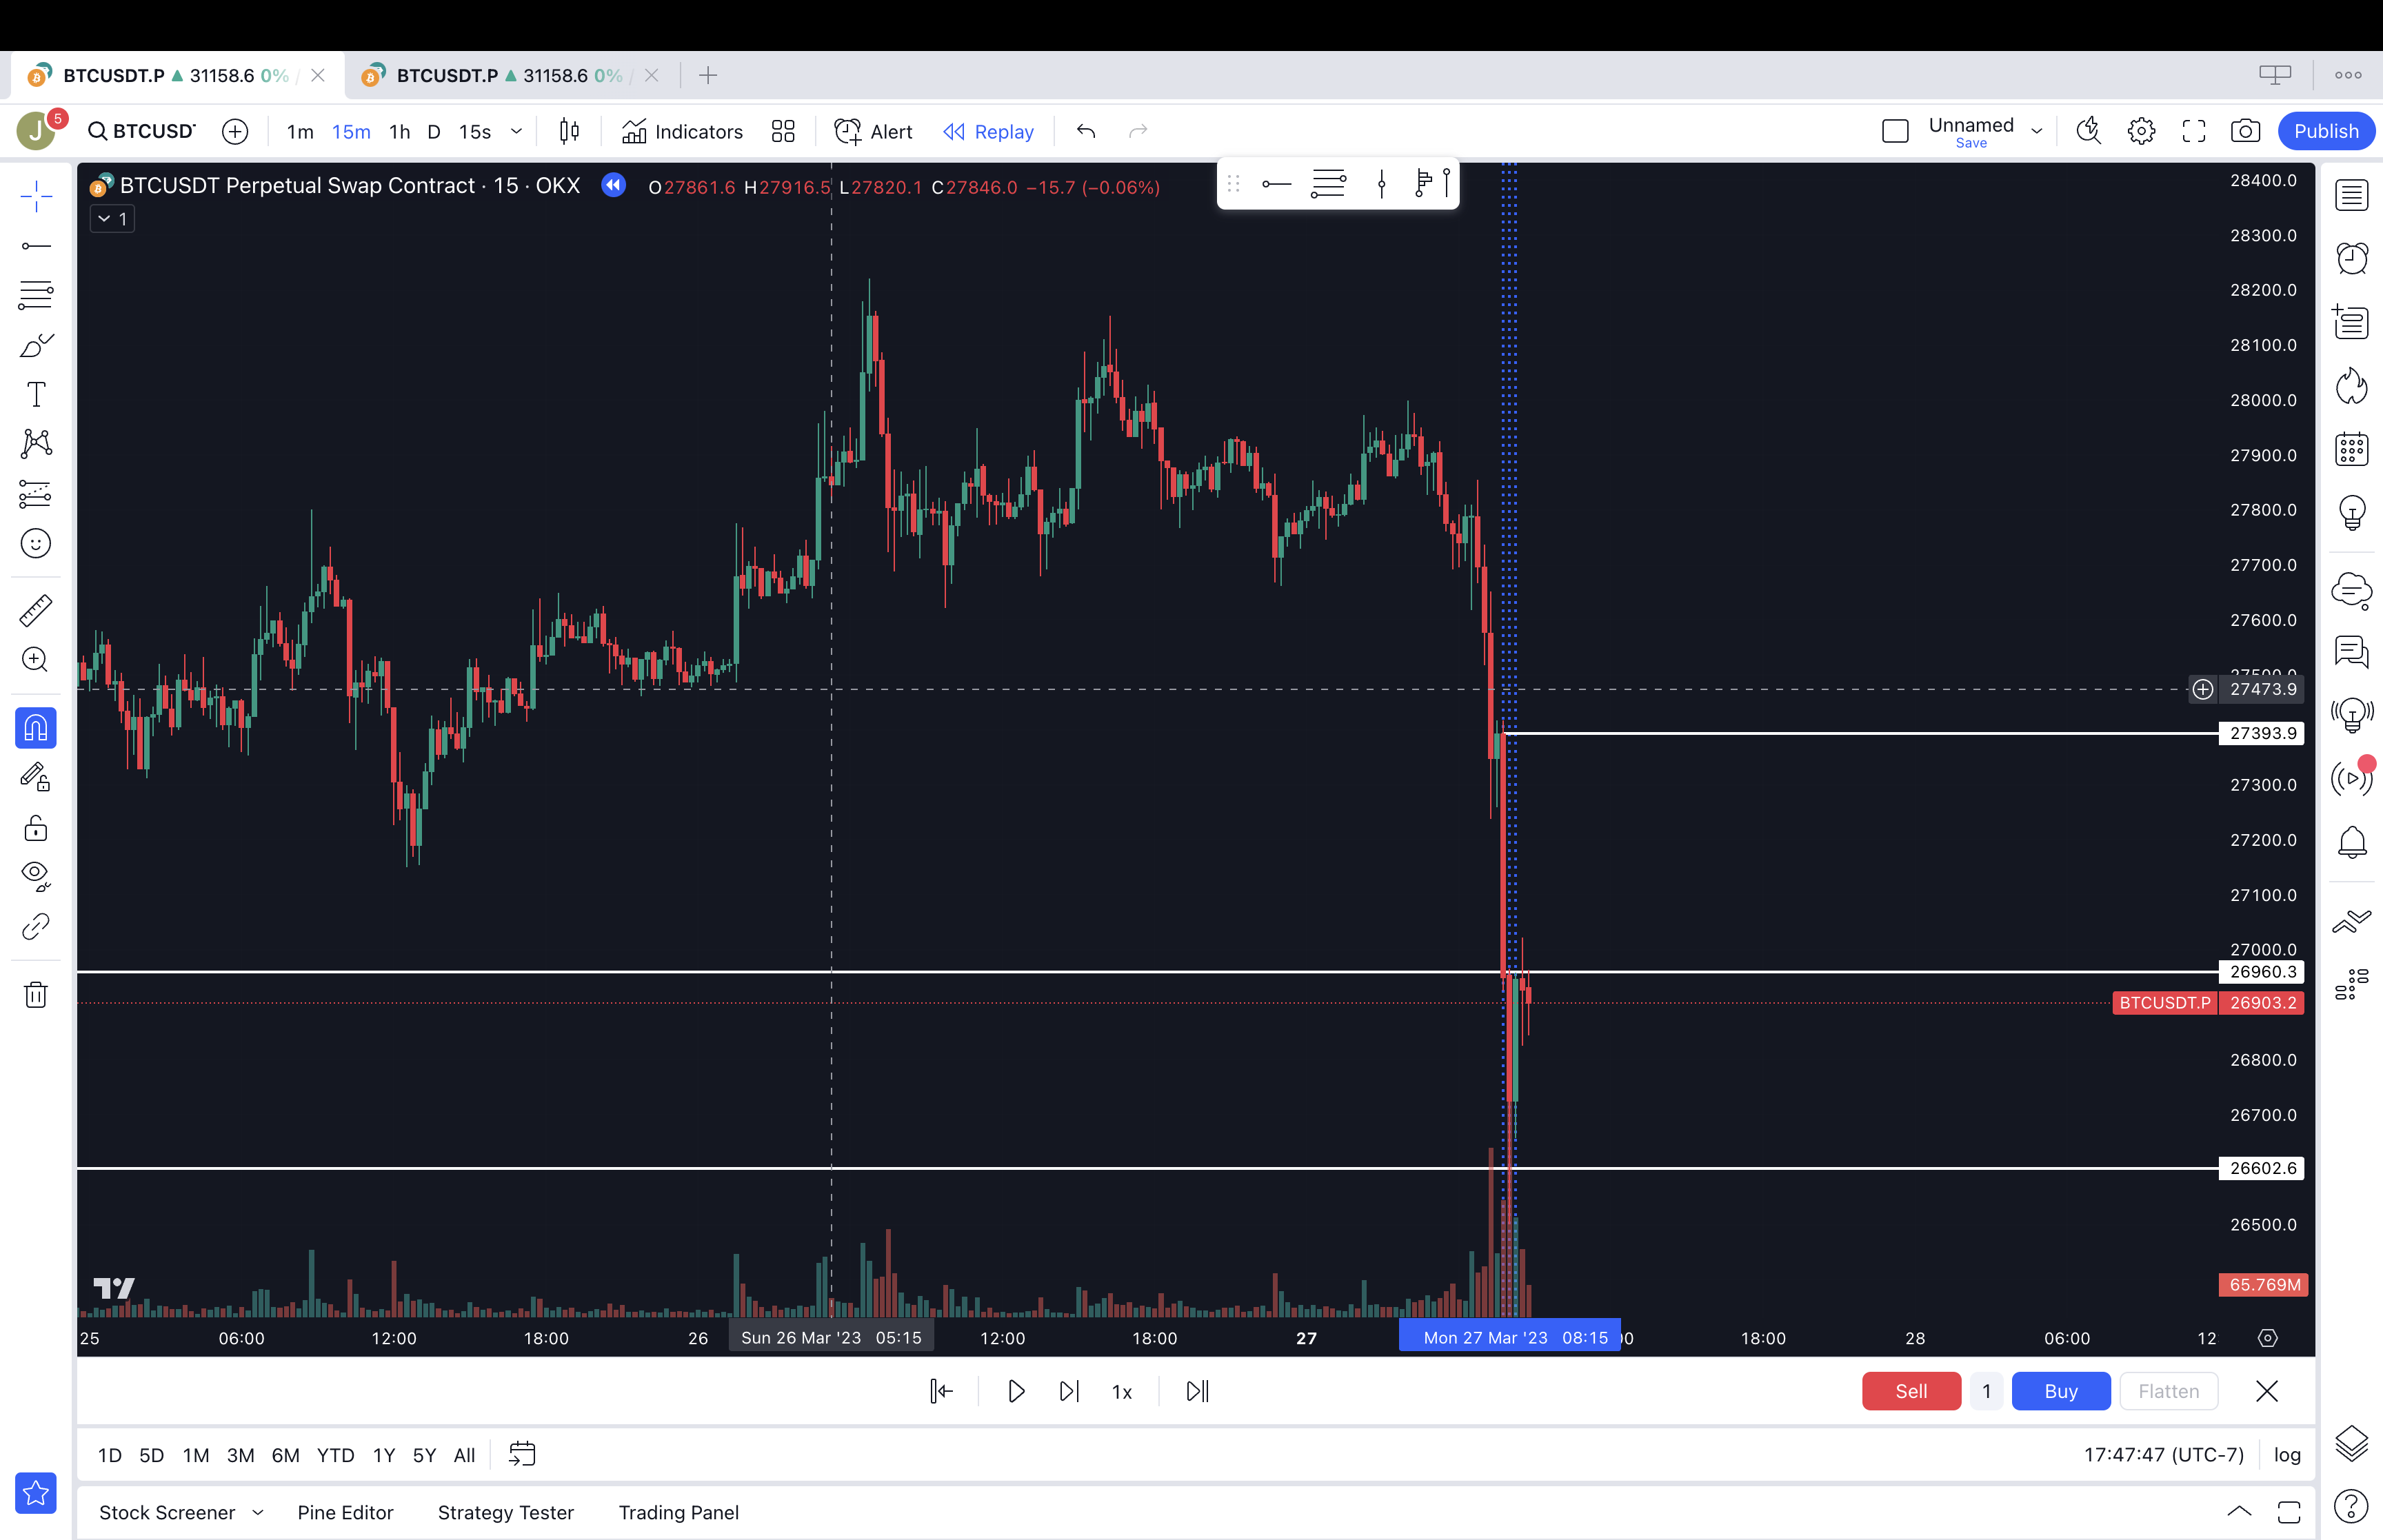 BTCUSDT.P ▲ 31158.6 0% / BTCUSDT.P ▲ 31158.6 0% /
J 5 BTCUSD 1m 15m 1h D 15s Indicators Alert Replay Unnamed Save Publish
BTCUSDT Perpetual Swap Contract · 15 · OKX O27861.6 H27916.5 L27820.1 C27846.0 −15.7 (−0.06%)
1
28400.0
28300.0
28200.0
28100.0
28000.0
27900.0
27800.0
27700.0
27600.0
27500.0
27473.9
27393.9
27300.0
27200.0
27100.0
27000.0
26960.3
BTCUSDT.P 26903.2
26800.0
26700.0
26602.6
26500.0
65.769M
25 06:00 12:00 18:00 26 Sun 26 Mar '23 05:15 12:00 18:00 27 Mon 27 Mar '23 08:15 18:00 28 06:00 12
1x Sell 1 Buy Flatten
1D 5D 1M 3M 6M YTD 1Y 5Y All 17:47:47 (UTC-7) log
Stock Screener Pine Editor Strategy Tester Trading Panel